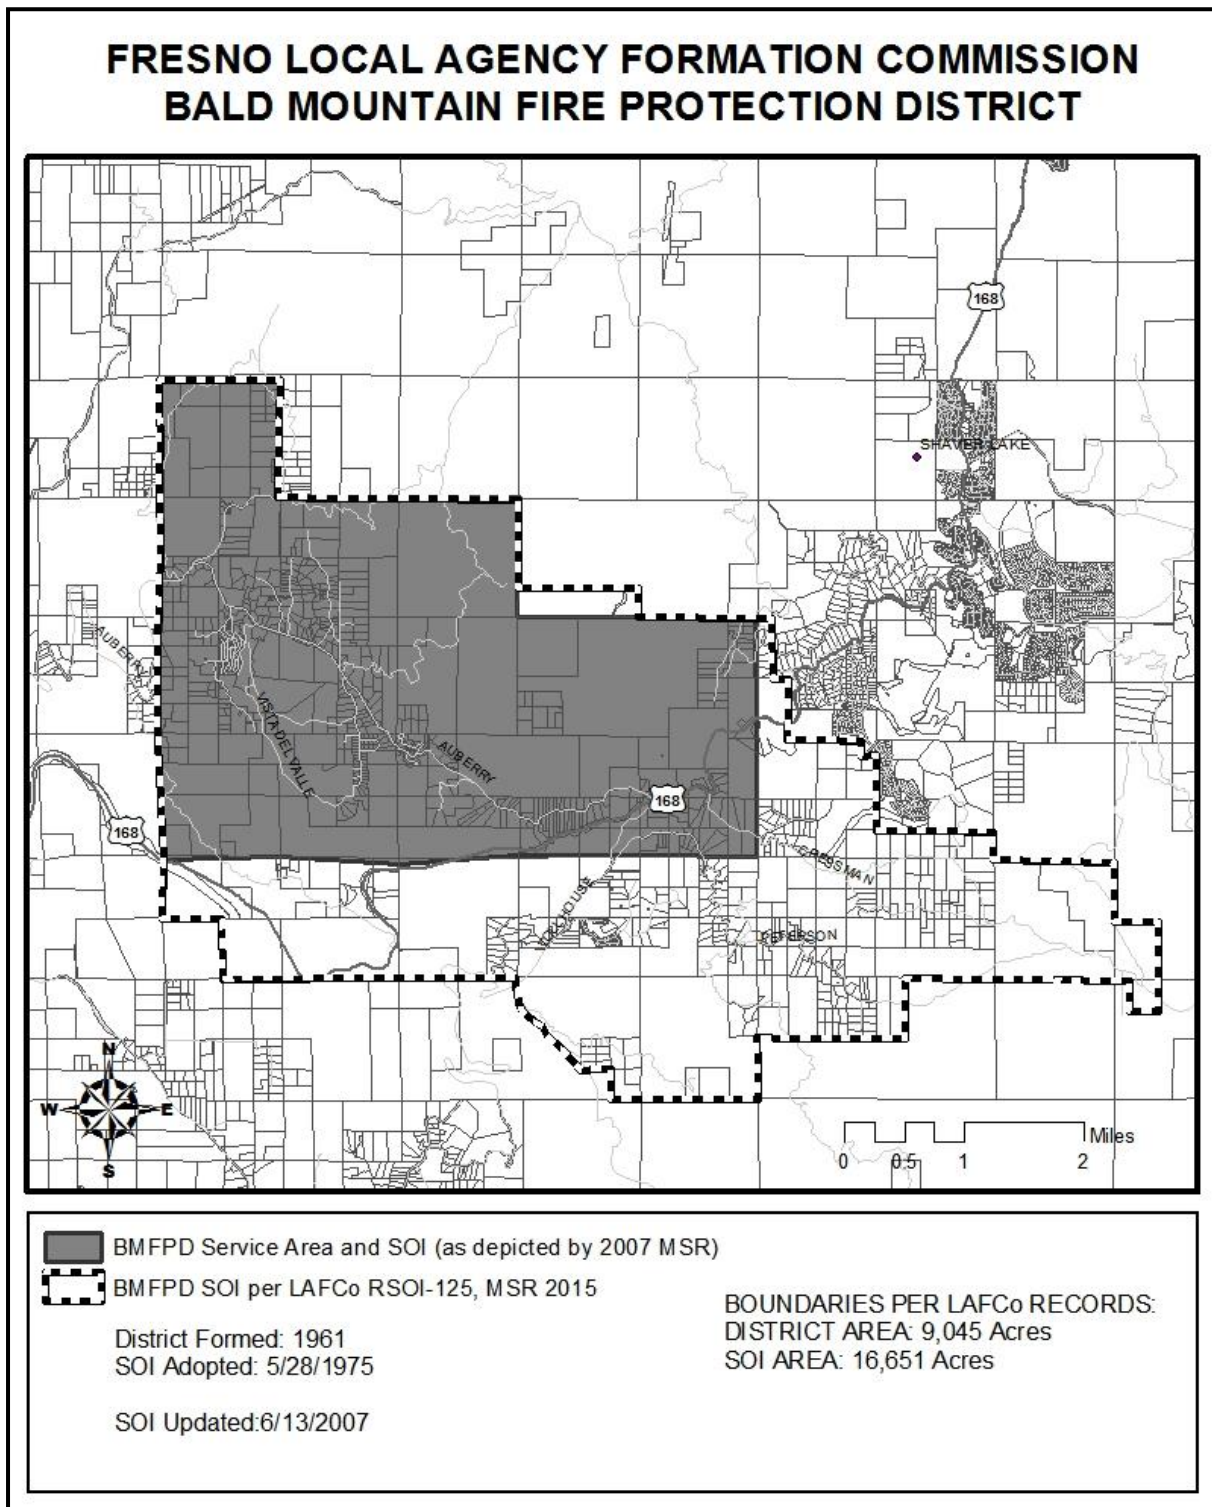 FRESNO LOCAL AGENCY FORMATION COMMISSION
BALD MOUNTAIN FIRE PROTECTION DISTRICT
168
SHAVER LAKE
AUBERRY
VISTA DEL VALLE
AUBERRY
168
168
CRESSMAN
TOLLHOUSE
PETERSON
N
W
E
S
Miles
0 0.5 1 2
BMFPD Service Area and SOI (as depicted by 2007 MSR)
BMFPD SOI per LAFCo RSOI-125, MSR 2015
District Formed: 1961
SOI Adopted: 5/28/1975
SOI Updated:6/13/2007
BOUNDARIES PER LAFCo RECORDS:
DISTRICT AREA: 9,045 Acres
SOI AREA: 16,651 Acres